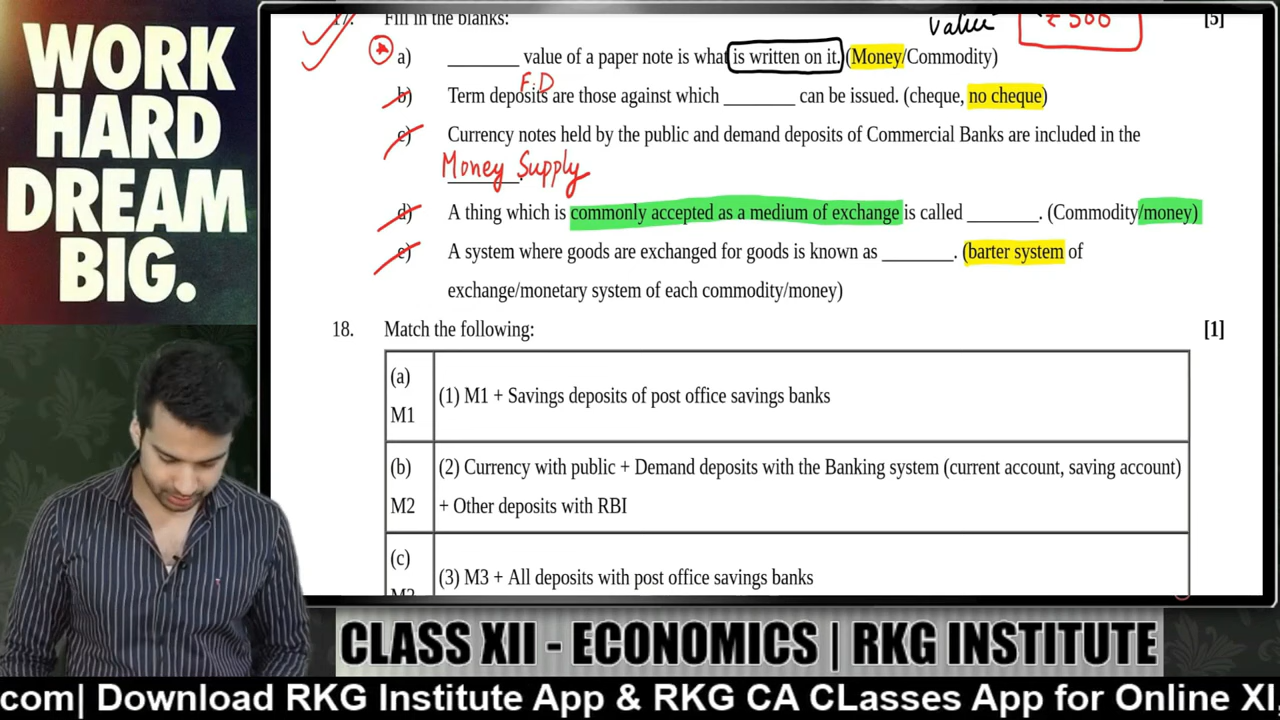 WORK
HARD
DREAM
BIG.
17. Fill in the blanks: [5]
value
₹ 500
a) ________ value of a paper note is what is written on it. (Money/Commodity)
F.D
b) Term deposits are those against which ________ can be issued. (cheque, no cheque)
c) Currency notes held by the public and demand deposits of Commercial Banks are included in the
Money Supply
________.
d) A thing which is commonly accepted as a medium of exchange is called ________. (Commodity/money)
e) A system where goods are exchanged for goods is known as ________. (barter system of
exchange/monetary system of each commodity/money)
18. Match the following: [1]
(a)
M1
(1) M1 + Savings deposits of post office savings banks
(b)
M2
(2) Currency with public + Demand deposits with the Banking system (current account, saving account)
+ Other deposits with RBI
(c)
(3) M3 + All deposits with post office savings banks
CLASS XII - ECONOMICS | RKG INSTITUTE
com| Download RKG Institute App & RKG CA CLasses App for Online XI,